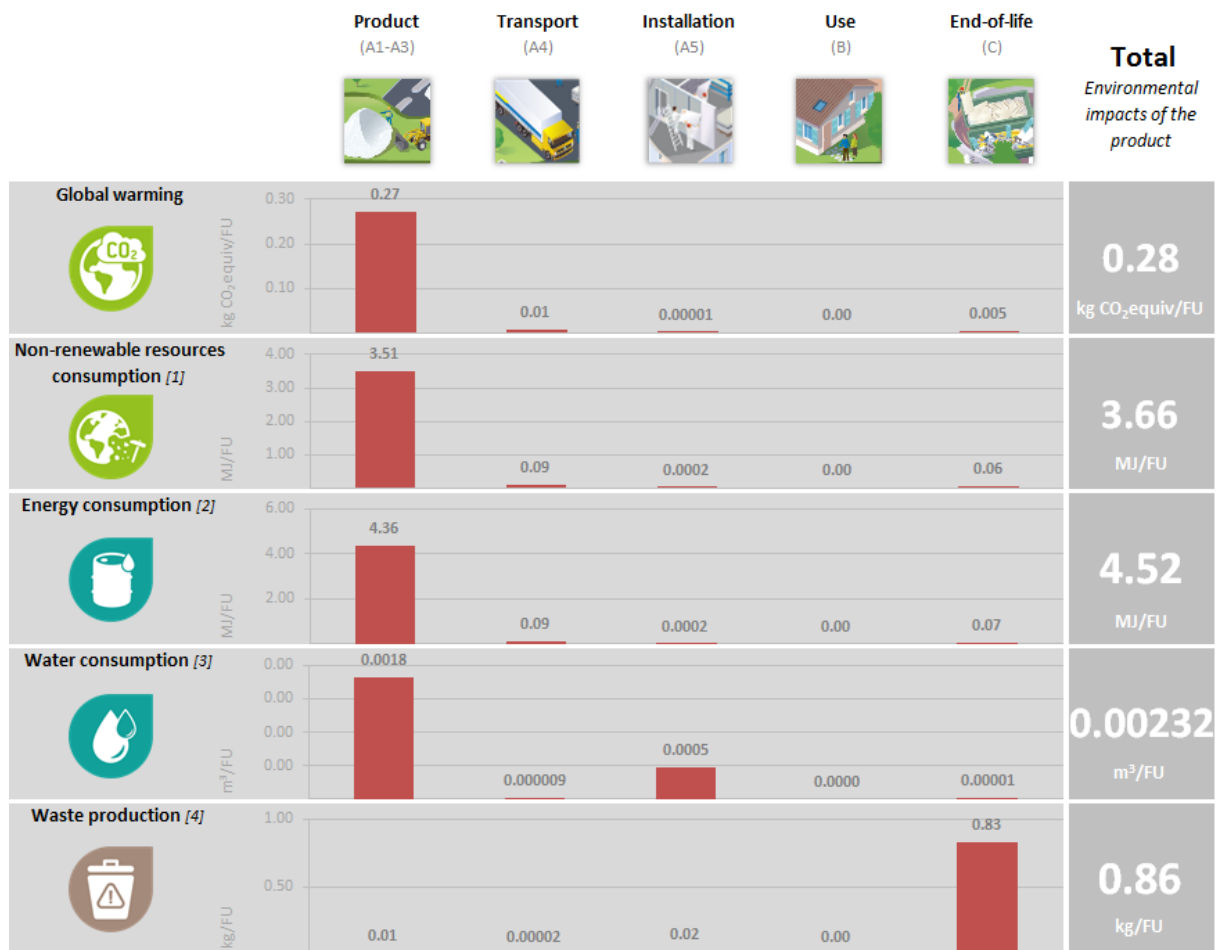 Product
(A1-A3)
Transport
(A4)
Installation
(A5)
Use
(B)
End-of-life
(C)
Total
Environmental
impacts of the
product
Global warming
CO₂
kg CO₂equiv/FU
0.30
0.20
0.10
0.27
0.01
0.00001
0.00
0.005
0.28
kg CO₂equiv/FU
Non-renewable resources
consumption [1]
MJ/FU
4.00
3.00
2.00
1.00
3.51
0.09
0.0002
0.00
0.06
3.66
MJ/FU
Energy consumption [2]
MJ/FU
6.00
4.00
2.00
4.36
0.09
0.0002
0.00
0.07
4.52
MJ/FU
Water consumption [3]
m³/FU
0.00
0.00
0.00
0.00
0.0018
0.000009
0.0005
0.0000
0.00001
0.00232
m³/FU
Waste production [4]
kg/FU
1.00
0.50
0.01
0.00002
0.02
0.00
0.83
0.86
kg/FU